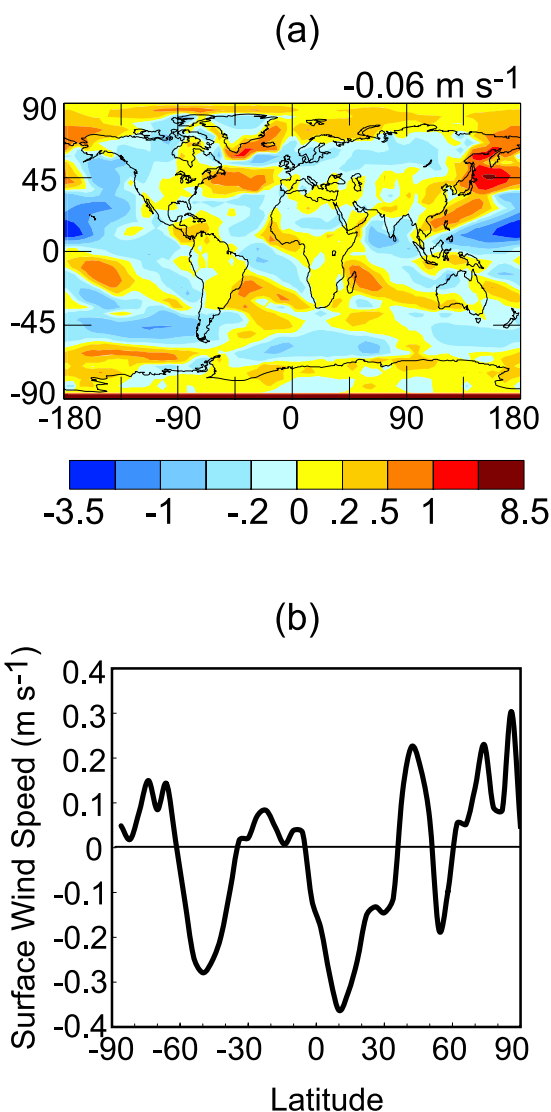 (a)
-0.06 m s-1
90
45
0
-45
-90
-180 -90 0 90 180
-3.5 -1 -.2 0 .2 .5 1 8.5
(b)
Surface Wind Speed (m s-1)
0.4
0.3
0.2
0.1
0
-0.1
-0.2
-0.3
-0.4
-90 -60 -30 0 30 60 90
Latitude